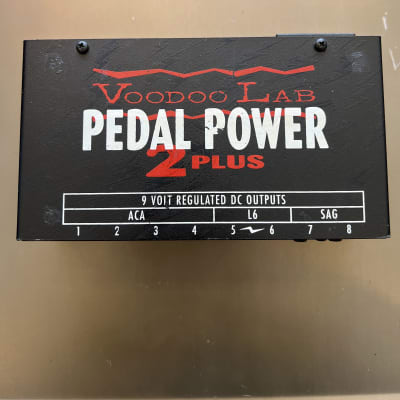 VOODOO LAB
PEDAL POWER
2 PLUS
9 VOLT REGULATED DC OUTPUTS
ACA L6 SAG
1 2 3 4 5 6 7 8